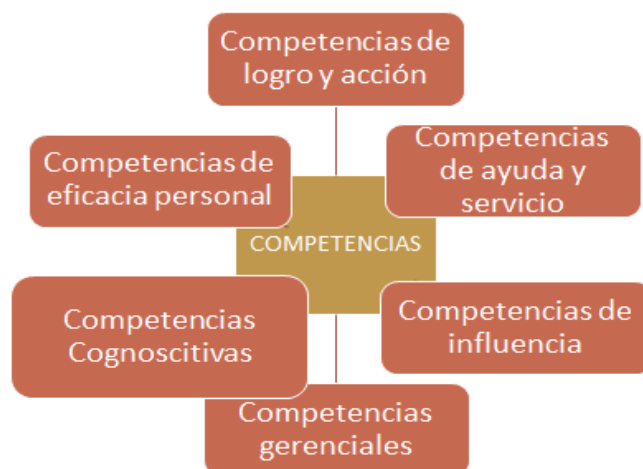 Competencias de
logro y acción
Competencias
de ayuda y
servicio
Competencias de
eficacia personal
COMPETENCIAS
Competencias de
influencia
Competencias
Cognoscitivas
Competencias
gerenciales